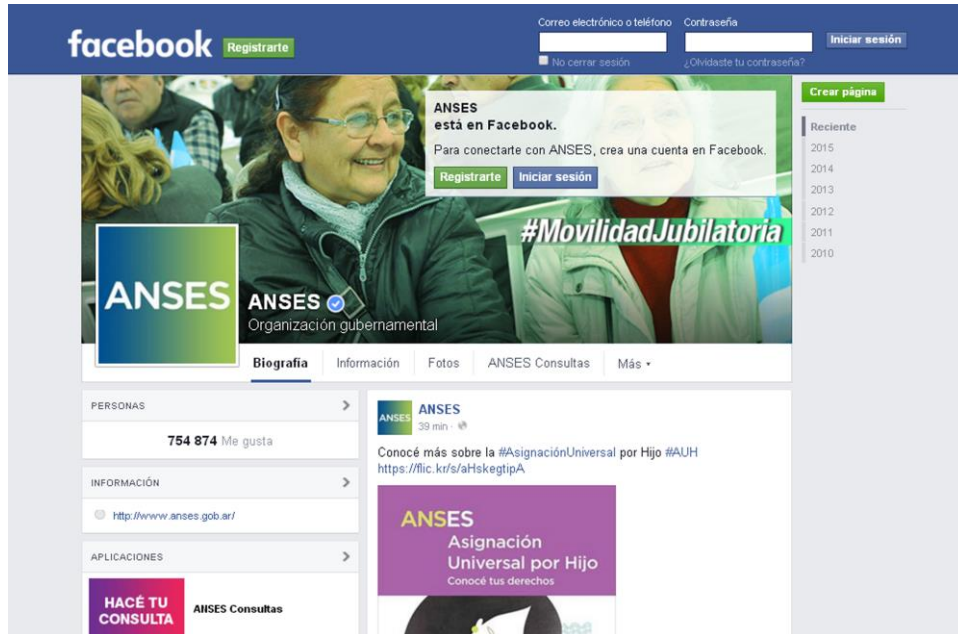 facebook
Registrarte
Correo electrónico o teléfono
Contraseña
Iniciar sesión
No cerrar sesión
¿Olvidaste tu contraseña?
ANSES
está en Facebook.
Para conectarte con ANSES, crea una cuenta en Facebook.
Registrarte
Iniciar sesión
#MovilidadJubilatoria
ANSES
ANSES
Organización gubernamental
Crear página
Reciente
2015
2014
2013
2012
2011
2010
Biografía
Información
Fotos
ANSES Consultas
Más
PERSONAS
754 874 Me gusta
INFORMACIÓN
http://www.anses.gob.ar/
APLICACIONES
HACÉ TU
CONSULTA
ANSES Consultas
ANSES
ANSES
39 min ·
Conocé más sobre la #AsignaciónUniversal por Hijo #AUH
https://flic.kr/s/aHskegtipA
ANSES
Asignación
Universal por Hijo
Conocé tus derechos